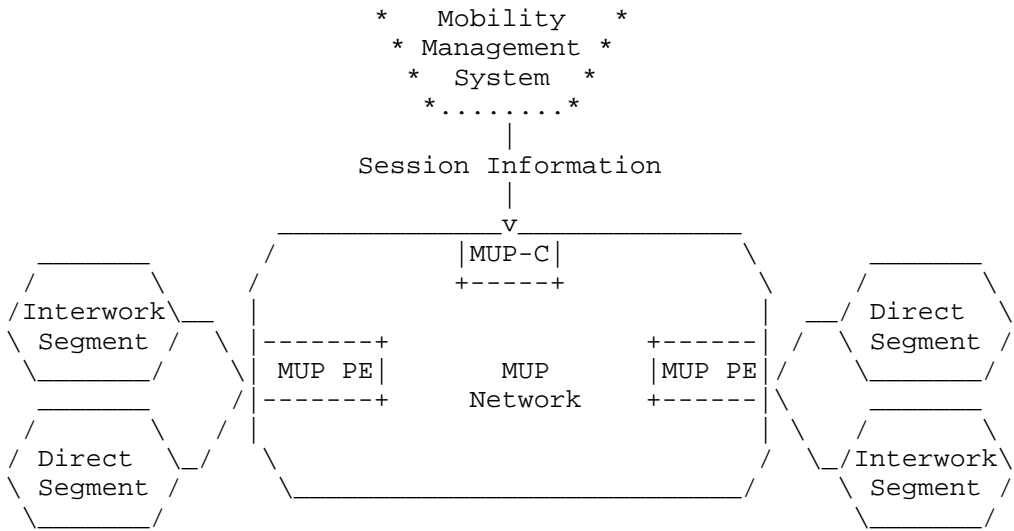 * Mobility *
* Management *
* System *
*........*
|
Session Information
|
v
|MUP-C|
+-----+
/Interwork\ Direct
Segment Segment
|-------+ +------|
MUP PE| MUP |MUP PE
|-------+ Network +------|
Direct Interwork
Segment Segment